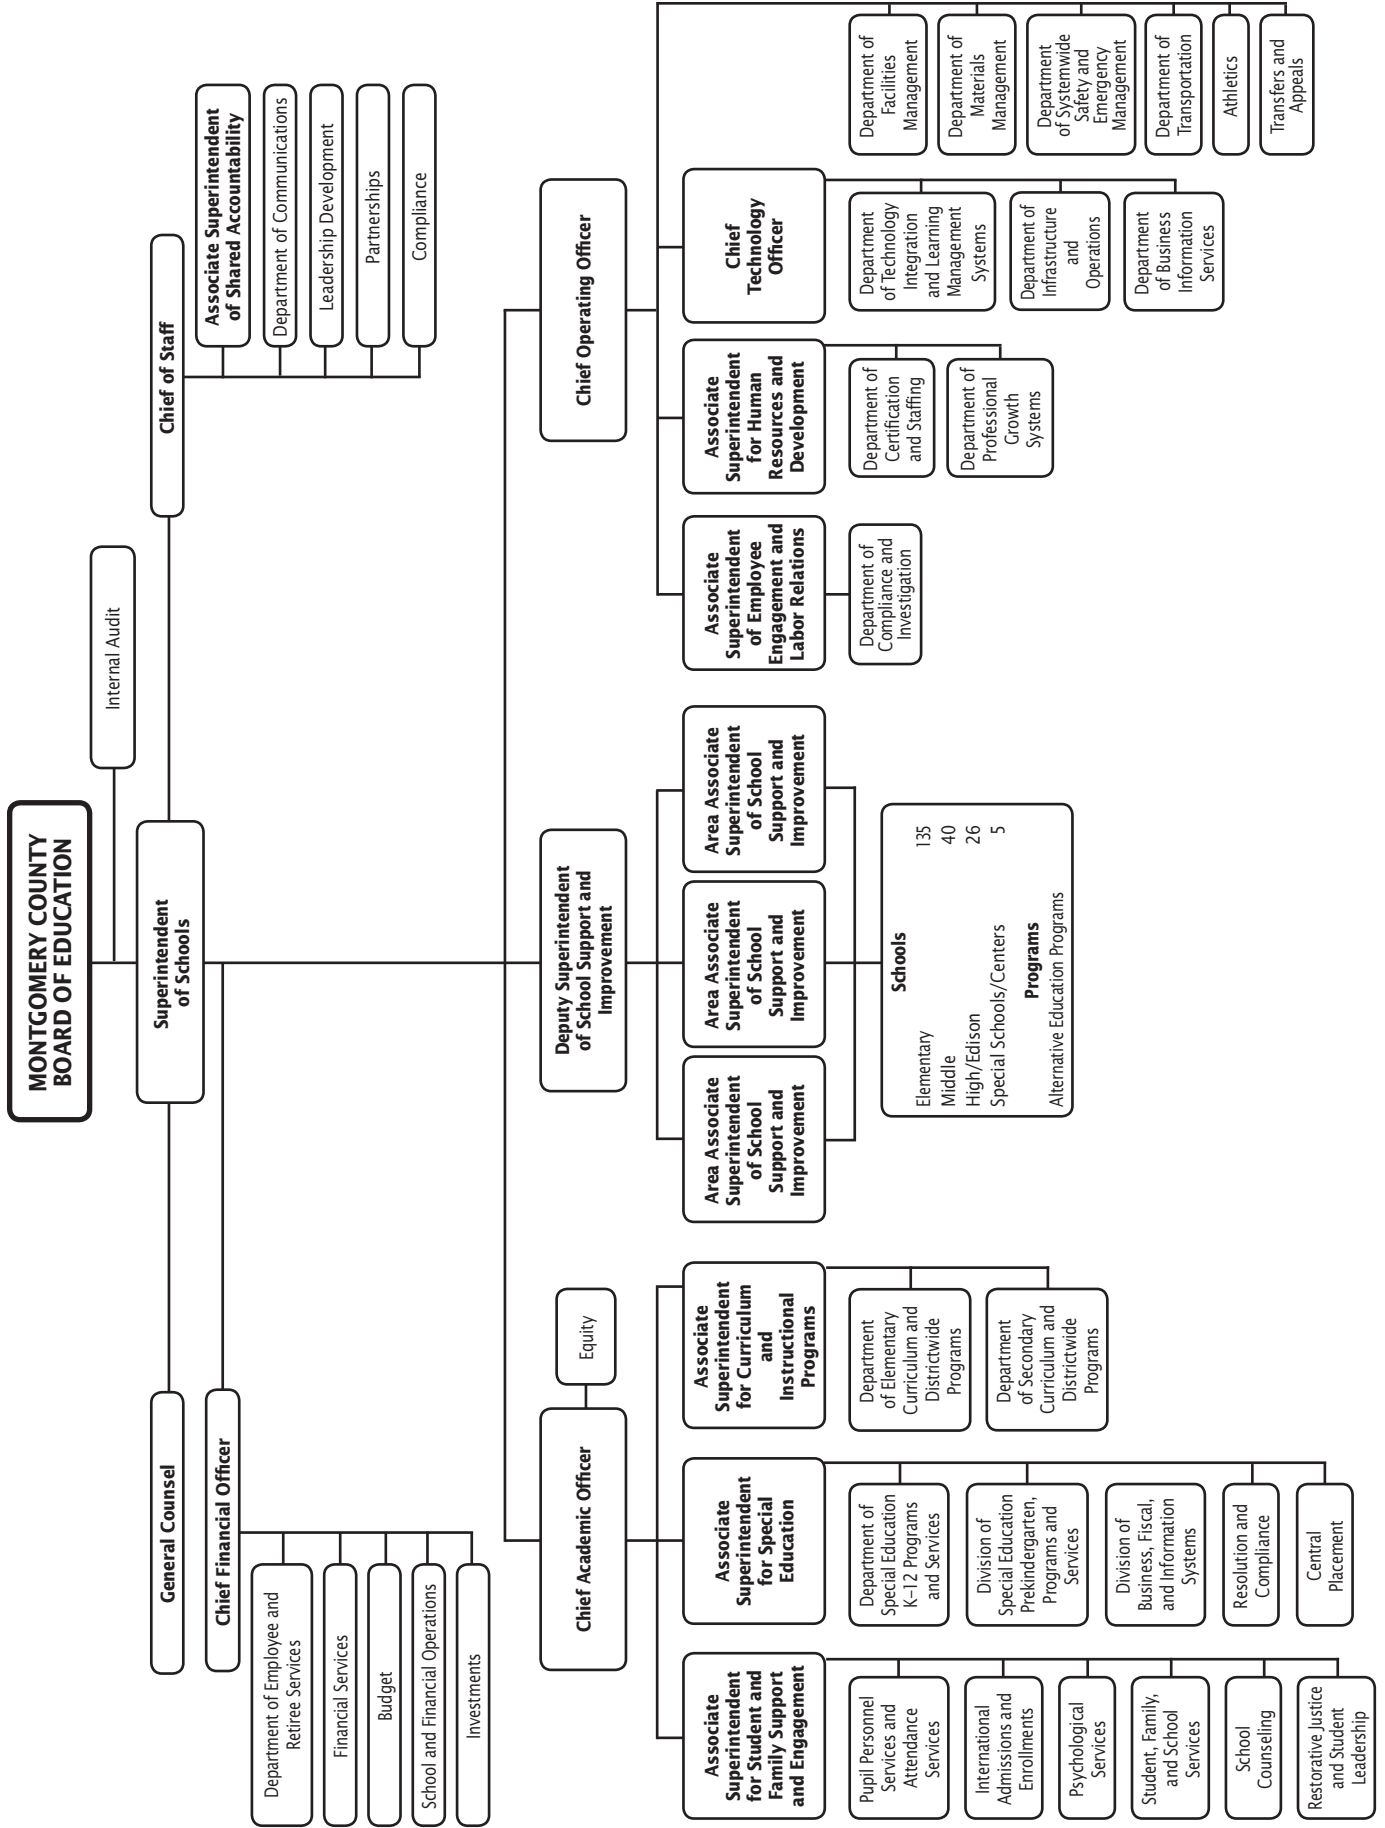 MONTGOMERY COUNTY
BOARD OF EDUCATION
Internal Audit
Superintendent
of Schools
General Counsel
Chief of Staff
Associate Superintendent
of Shared Accountability
Department of Communications
Leadership Development
Partnerships
Compliance
Chief Financial Officer
Department of Employee and
Retiree Services
Financial Services
Budget
School and Financial Operations
Investments
Chief Academic Officer
Equity
Deputy Superintendent
of School Support and
Improvement
Chief Operating Officer
Associate
Superintendent
for Student and
Family Support
and Engagement
Pupil Personnel
Services and
Attendance
Services
International
Admissions and
Enrollments
Psychological
Services
Student, Family,
and School
Services
School
Counseling
Restorative Justice
and Student
Leadership
Associate
Superintendent
for Special
Education
Department of
Special Education
K–12 Programs
and Services
Division of
Special Education
Prekindergarten,
Programs and
Services
Division of
Business, Fiscal,
and Information
Systems
Resolution and
Compliance
Central
Placement
Associate
Superintendent
for Curriculum
and
Instructional
Programs
Department
of Elementary
Curriculum and
Districtwide
Programs
Department
of Secondary
Curriculum and
Districtwide
Programs
Area Associate
Superintendent
of School
Support and
Improvement
Area Associate
Superintendent
of School
Support and
Improvement
Area Associate
Superintendent
of School
Support and
Improvement
Schools
Elementary 135
Middle 40
High/Edison 26
Special Schools/Centers 5
Programs
Alternative Education Programs
Associate
Superintendent
of Employee
Engagement and
Labor Relations
Department of
Compliance and
Investigation
Associate
Superintendent
for Human
Resources and
Development
Department of
Certification
and Staffing
Department of
Professional
Growth
Systems
Chief
Technology
Officer
Department
of Technology
Integration
and Learning
Management
Systems
Department of
Infrastructure
and
Operations
Department
of Business
Information
Services
Department of
Facilities
Management
Department of
Materials
Management
Department
of Systemwide
Safety and
Emergency
Management
Department of
Transportation
Athletics
Transfers and
Appeals